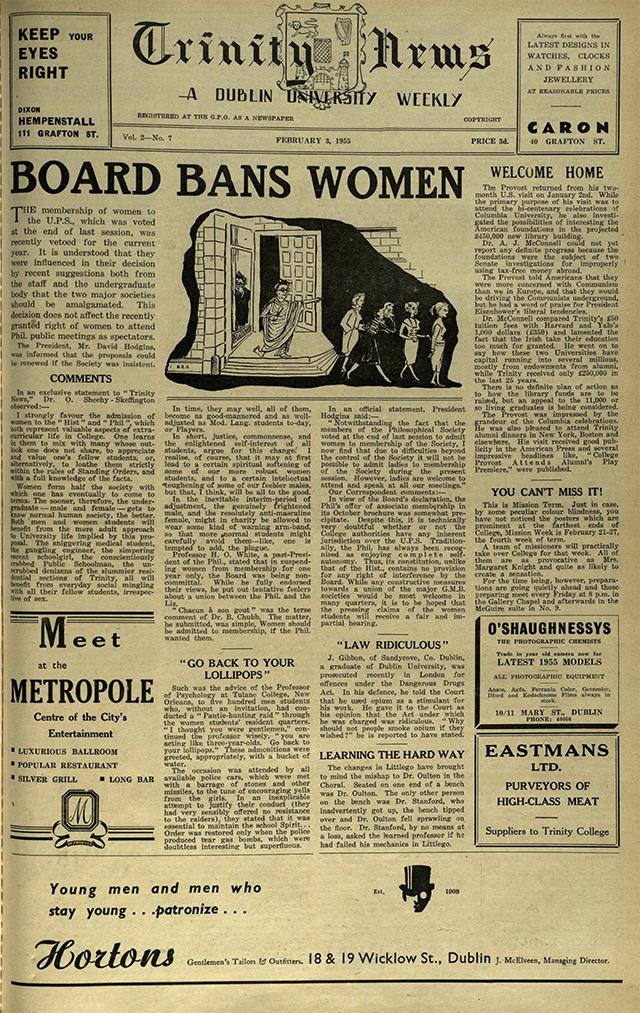 KEEP YOUR
EYES
RIGHT
DIXON
HEMPENSTALL
111 GRAFTON ST.
Trinity News
A DUBLIN UNIVERSITY WEEKLY
REGISTERED AT THE G.P.O. AS A NEWSPAPER
COPYRIGHT
Vol. 2—No. 7
FEBRUARY 3, 1955
PRICE 3d.
Always first with the
LATEST DESIGNS IN
WATCHES, CLOCKS
AND FASHION
JEWELLERY
AT REASONABLE PRICES
CARON
40 GRAFTON ST.
BOARD BANS WOMEN
THE membership of women to
the U.P.S., which was voted
at the end of last session, was
recently vetoed for the current
year. It is understood that they
were influenced in their decision
by recent suggestions both from
the staff and the undergraduate
body that the two major societies
should be amalgamated. This
decision does not affect the recently
granted right of women to attend
Phil. public meetings as spectators.
The President, Mr. David Hodgins,
was informed that the proposals could
be renewed if the Society was insistent.
COMMENTS
In an exclusive statement to "Trinity
News," Dr. O. Sheehy-Skeffington
observed:—
I strongly favour the admission of
women to the "Hist" and "Phil", which
both represent valuable aspects of extra-
curricular life in College. One learns
in them to mix with many whose out-
look one does not share, to appreciate
and value one's fellow students, or,
alternatively, to loathe them strictly
within the rules of Standing Orders, and
with a full knowledge of the facts.
Women form half the society with
which one has eventually to come to
terms. The sooner, therefore, the under-
graduate—male and female—gets to
know normal human society, the better.
Both men and women students will
benefit from the more adult approach
to University life implied by this pro-
posal. The sniggering medical student,
the gangling engineer, the simpering
recent schoolgirl, the conscientiously
crabbed Public Schoolman, the un-
scrubbed denizens of the slummier resi-
dential sections of Trinity, all will
benefit from everyday social mingling
with all their fellow students, irrespec-
tive of sex.
In time, they may well, all of them,
become as good-mannered and as well-
adjusted as Mod. Lang. students to-day,
or Players.
In short, justice, commonsense, and
the enlightened self-interest of all
students, argue for this change. I
realise, of course, that it may at first
lead to a certain spiritual softening of
some of our more robust women
students, and to a certain intellectual
toughening of some of our feebler males,
but that, I think, will be all to the good.
In the inevitable interim-period of
adjustment, the genuinely frightened
male, and the resolutely anti-masculine
female, might in charity be allowed to
wear some kind of warning arm-band,
so that more normal students might
carefully avoid them—like, one is
tempted to add, the plague.
Professor H. O. White, a past-Presi-
dent of the Phil., stated that in suspend-
ing women from membership for one
year only, the Board was being non-
committal. While he fully endorsed
their views, he put out tentative feelers
about a union between the Phil. and the
Liz.
"Chacun à son gout" was the terse
comment of Dr. B. Chubb. The matter,
he submitted, was simple, Women should
be admitted to membership, if the Phil.
wanted them.
"GO BACK TO YOUR
LOLLIPOPS"
Such was the advice of the Professor
of Psychology at Tulane College, New
Orleans, to five hundred men students
who, without an invitation, had con-
ducted a "Pantie-hunting raid" through
the women students' resident quarters.
"I thought you were gentlemen," con-
tinued the professor wisely, "you are
acting like three-year-olds. Go back to
your lollipops." These admonitions were
greeted, appropriately, with a bucket of
water.
The occasion was attended by all
available police cars, which were met
with a barrage of stones and other
missiles, to the tune of encouraging yells
from the girls. In an inexplicable
attempt to justify their conduct (they
had very sensibly offered no resistance
to the raiders), they stated that it was
essential to maintain the school Spirit...
Order was restored only when the police
produced tear gas bombs, which were
doubtless interesting but superfluous.
In an official statement, President
Hodgins said:—
"Notwithstanding the fact that the
members of the Philosophical Society
voted at the end of last session to admit
women to membership of the Society, I
now find that due to difficulties beyond
the control of the Society it will not be
possible to admit ladies to membership
of the Society during the present
session. However, ladies are welcome to
attend and speak at all our meetings."
Our Correspondent comments:—
In view of the Board's declaration, the
Phil's offer of associate membership in
its October brochure was somewhat pre-
cipitate. Despite this, it is technically
very doubtful whether or not the
College authorities have any inherent
jurisdiction over the U.P.S. Tradition-
ally, the Phil. has always been recog-
nised as enjoying complete self-
autonomy. Thus, its constitution, unlike
that of the Hist., contains no provision
for any right of interference by the
Board. While any constructive measures
towards a union of the major G.M.B.
societies would be most welcome in
many quarters, it is to be hoped that
the pressing claims of the women
students will receive a fair and im-
partial hearing.
"LAW RIDICULOUS"
J. Gibbon, of Sandycove, Co. Dublin,
a graduate of Dublin University, was
prosecuted recently in London for
offences under the Dangerous Drugs
Act. In his defence, he told the Court
that he used opium as a stimulant for
his work. He gave it to the Court as
his opinion that the Act under which
he was charged was ridiculous. "Why
should not people smoke opium if they
wished?" he is reported to have stated.
LEARNING THE HARD WAY
The changes in Littlego have brought
to mind the mishap to Dr. Oulton in the
Choral. Seated on one end of a bench
was Dr. Oulton. The only other person
on the bench was Dr. Stanford, who
inadvertently got up, the bench tipped
over and Dr. Oulton fell sprawling on
the floor. Dr. Stanford, by no means at
a loss, asked the learned professor if he
had failed his mechanics in Littlego.
WELCOME HOME
The Provost returned from his two-
month U.S. visit on January 2nd. While
the primary purpose of his visit was to
attend the bi-centenary celebrations of
Columbia University, he also investi-
gated the possibilities of interesting the
American foundations in the projected
£450,000 new library building.
Dr. A. J. McConnell could not yet
report any definite progress because the
foundations were the subject of two
Senate investigations for improperly
using tax-free money abroad.
The Provost told Americans that they
were more concerned with Communism
than we in Europe, and that they would
be driving the Communists underground,
but he had a word of praise for President
Eisenhower's liberal tendencies.
Dr. McConnell compared Trinity's £50
tuition fees with Harvard and Yale's
1,000 dollars (£350) and lamented the
fact that the Irish take their education
too much for granted. He went on to
say how these two Universities have
capital running into several millions,
mostly from endowments from alumni,
while Trinity received only £250,000 in
the last 25 years.
There is no definite plan of action as
to how the library funds are to be
raised, but an appeal to the 11,000 or
so living graduates is being considered.
The Provost was impressed by the
grandeur of the Columbia celebrations.
He was also pleased to attend Trinity
alumni dinners in New York, Boston and
elsewhere. His visit received good pub-
licity in the American Press and several
impressive headlines, like "College
Provost Attends Alumni's Play
Premiere," were published.
YOU CAN'T MISS IT!
This is Mission Term. Just in case,
by some peculiar colour blindness, you
have not noticed the posters which are
prominent at the farthest ends of
College, Mission Week is February 21-27,
the fourth week of term.
A team of missioners will practically
take over College for that week. All of
them are as provocative as Mrs.
Margaret Knight and quite as likely to
create a sensation.
For the time being, however, prepara-
tions are going quietly ahead and those
preparing meet every Friday at 8 p.m. in
the Gallery Chapel and afterwards in the
McGuire suite in No. 9.
Meet
at the
METROPOLE
Centre of the City's
Entertainment
LUXURIOUS BALLROOM
POPULAR RESTAURANT
SILVER GRILL LONG BAR
M
O'SHAUGHNESSYS
THE PHOTOGRAPHIC CHEMISTS
Trade in your old camera now for
LATEST 1955 MODELS
ALL PHOTOGRAPHIC EQUIPMENT
Ansco, Agfa, Ferrania Color, Gevacolor,
Ilford and Kodachrome Films always in
stock.
10/11 MARY ST., DUBLIN
PHONE:
EASTMANS
LTD.
PURVEYORS OF
HIGH-CLASS MEAT
Suppliers to Trinity College
Young men and men who
stay young . . .patronize . . .
Est. 1908
Hortons Gentlemen's Tailors & Outfitters. 18 & 19 Wicklow St., Dublin J. McElveen, Managing Director.